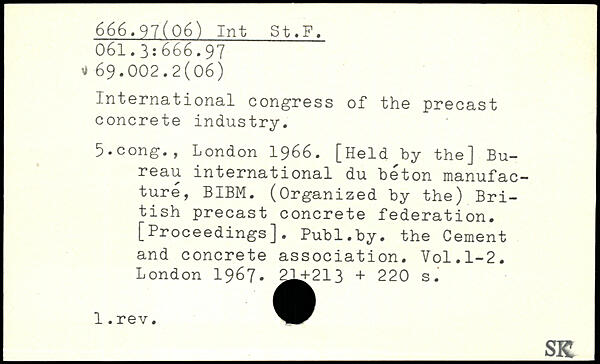 666.97(06) Int St.F.
061.3:666.97
v 69.002.2(06)
International congress of the precast
concrete industry.
5.cong., London 1966. [Held by the] Bu-
reau international du béton manufac-
turé, BIBM. (Organized by the) Bri-
tish precast concrete federation.
[Proceedings]. Publ.by. the Cement
and concrete association. Vol.1-2.
London 1967. 21+213 + 220 s.
1.rev.
SK